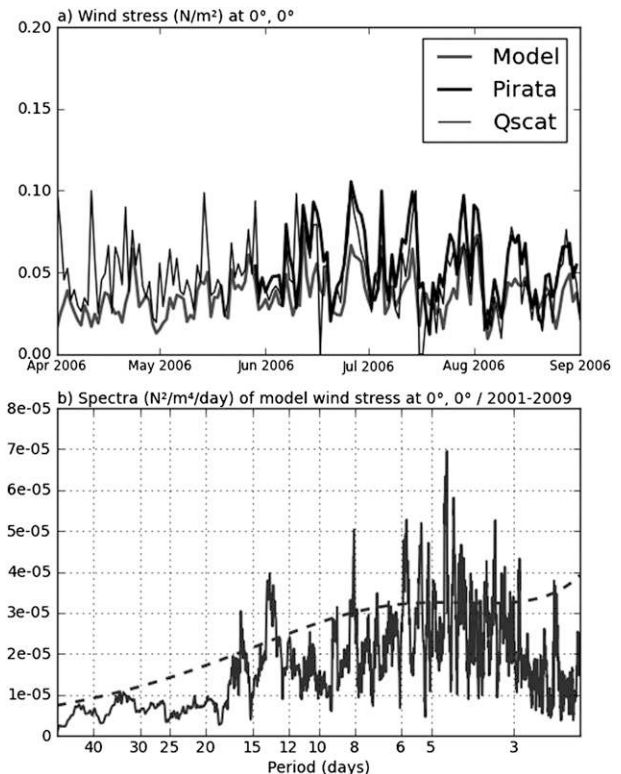 a) Wind stress (N/m²) at 0°, 0°
0.20
0.15
0.10
0.05
0.00
Model
Pirata
Qscat
Apr 2006 May 2006 Jun 2006 Jul 2006 Aug 2006 Sep 2006
b) Spectra (N²/m⁴/day) of model wind stress at 0°, 0° / 2001-2009
8e-05
7e-05
6e-05
5e-05
4e-05
3e-05
2e-05
1e-05
0
40 30 25 20 15 12 10 8 6 5 3
Period (days)